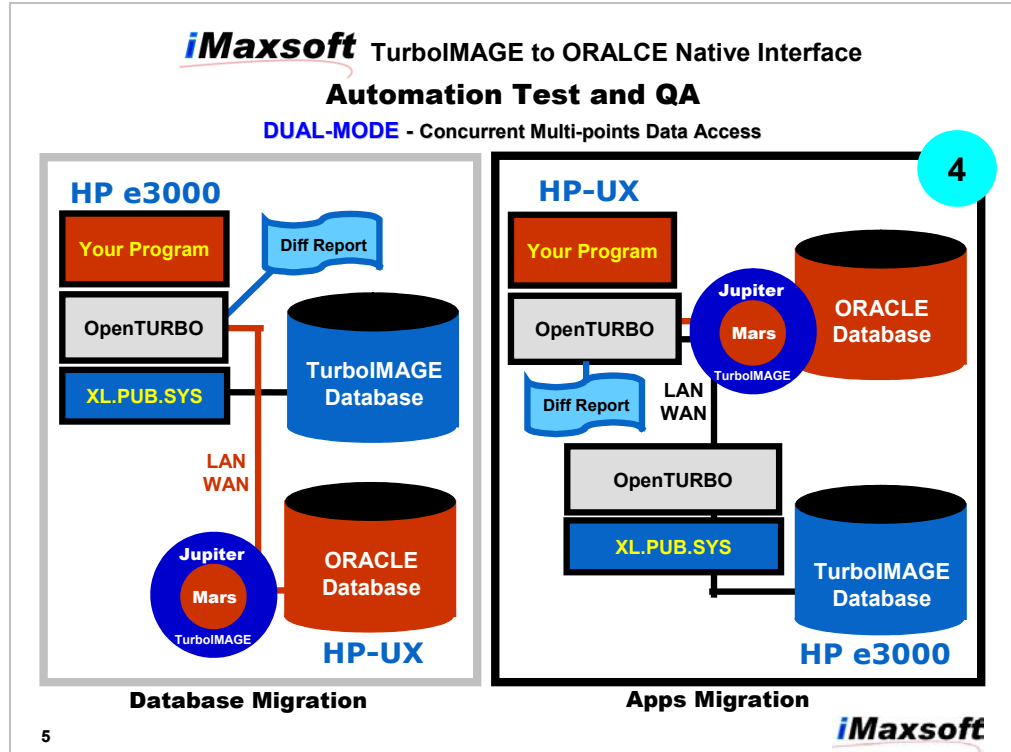 iMaxsoft TurboIMAGE to ORALCE Native Interface
Automation Test and QA
DUAL-MODE - Concurrent Multi-points Data Access
HP e3000
Your Program
Diff Report
OpenTURBO
XL.PUB.SYS
TurboIMAGE
Database
LAN
WAN
Jupiter
Mars
TurboIMAGE
ORACLE
Database
HP-UX
Database Migration
4
HP-UX
Your Program
OpenTURBO
Diff Report
Jupiter
Mars
TurboIMAGE
ORACLE
Database
LAN
WAN
OpenTURBO
XL.PUB.SYS
TurboIMAGE
Database
HP e3000
Apps Migration
5
iMaxsoft